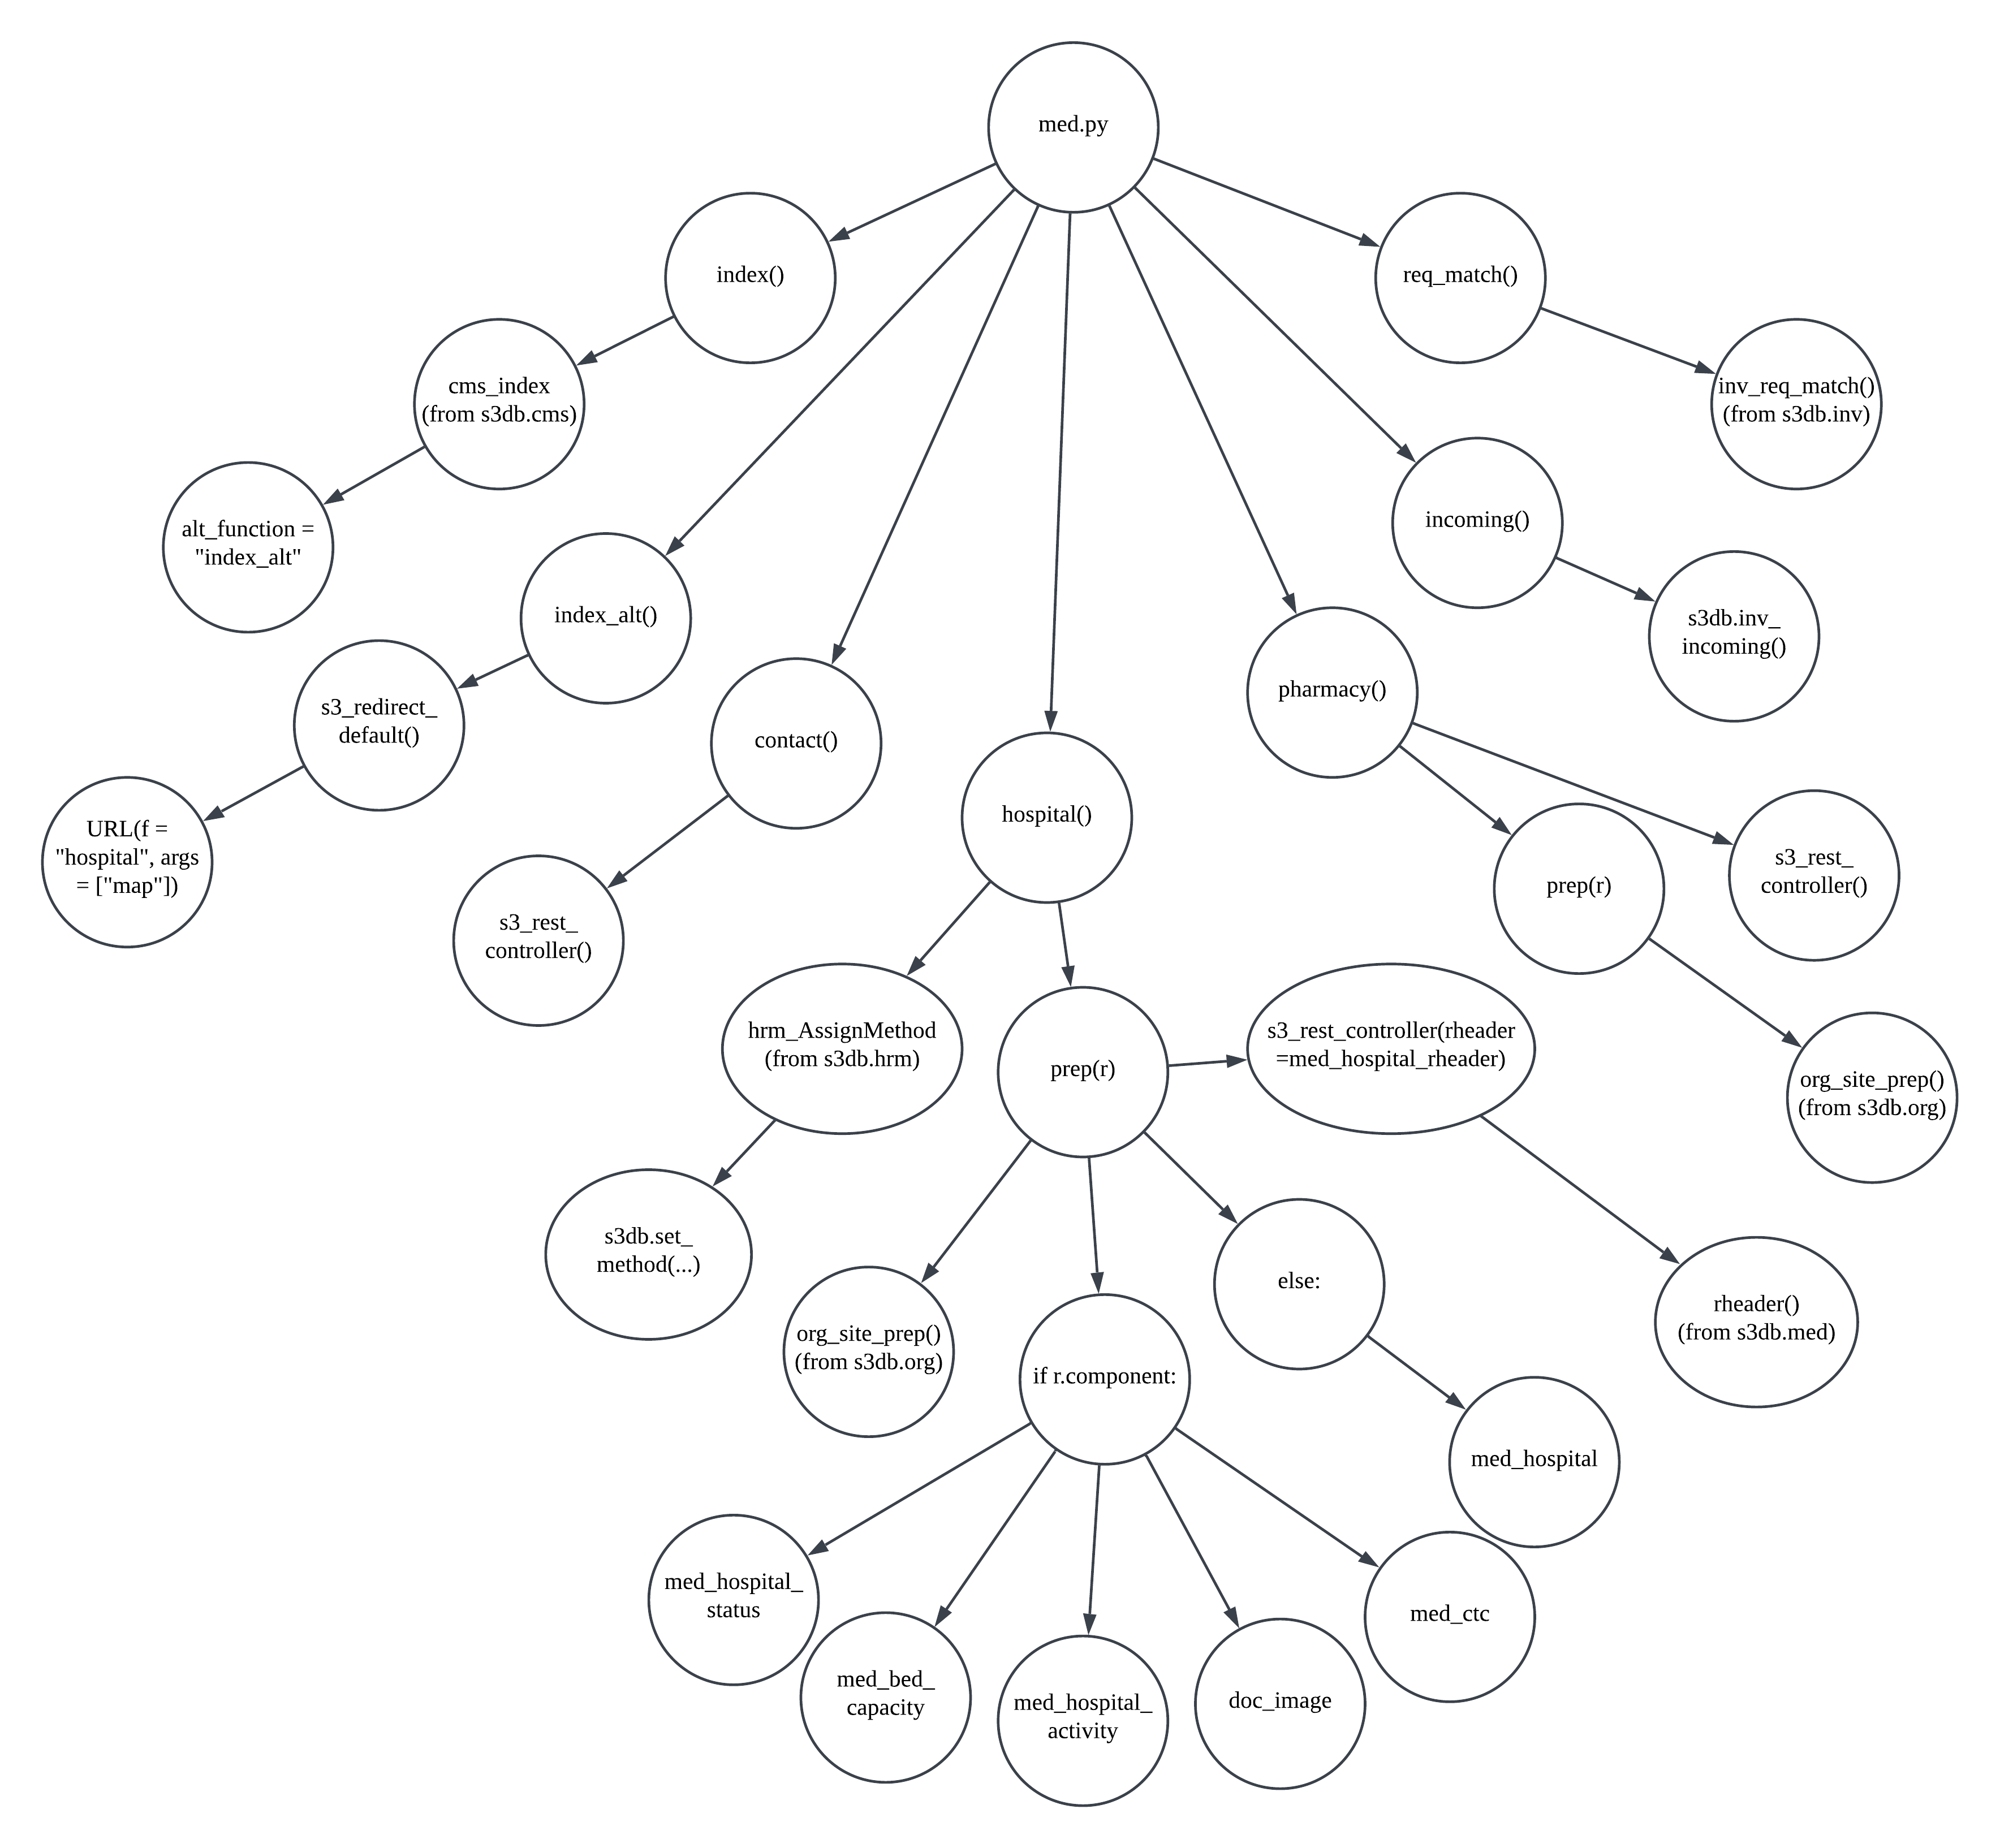 med.py
index()
req_match()
cms_index
(from s3db.cms)
inv_req_match()
(from s3db.inv)
alt_function =
"index_alt"
incoming()
index_alt()
s3db.inv_
incoming()
s3_redirect_
default()
contact()
pharmacy()
URL(f =
"hospital", args
= ["map"])
hospital()
s3_rest_
controller()
prep(r)
s3_rest_
controller()
hrm_AssignMethod
(from s3db.hrm)
prep(r)
s3_rest_controller(rheader
=med_hospital_rheader)
org_site_prep()
(from s3db.org)
s3db.set_
method(...)
else:
rheader()
(from s3db.med)
org_site_prep()
(from s3db.org)
if r.component:
med_hospital
med_hospital_
status
med_ctc
med_bed_
capacity
med_hospital_
activity
doc_image